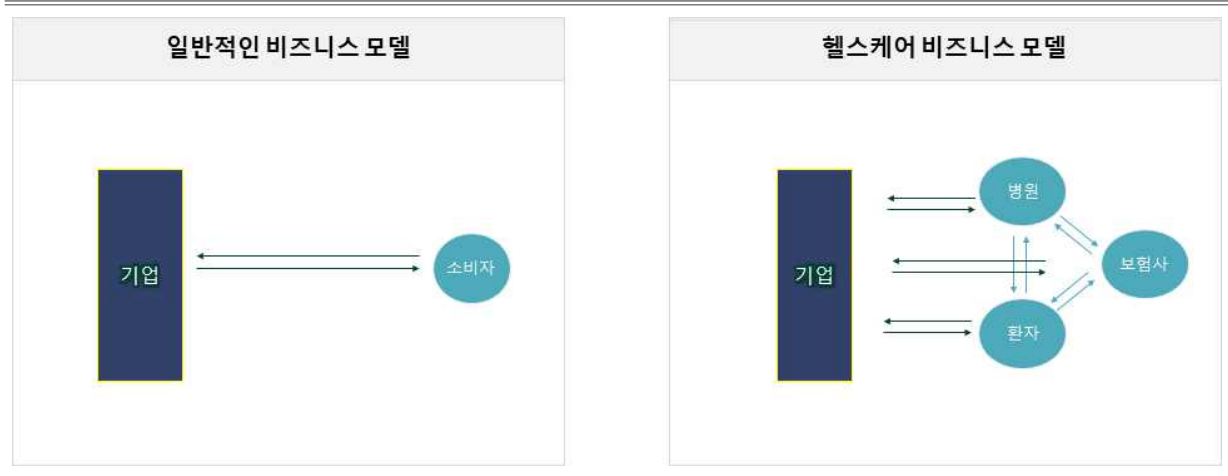 일반적인 비즈니스 모델
기업
소비자
헬스케어 비즈니스 모델
기업
병원
보험사
환자